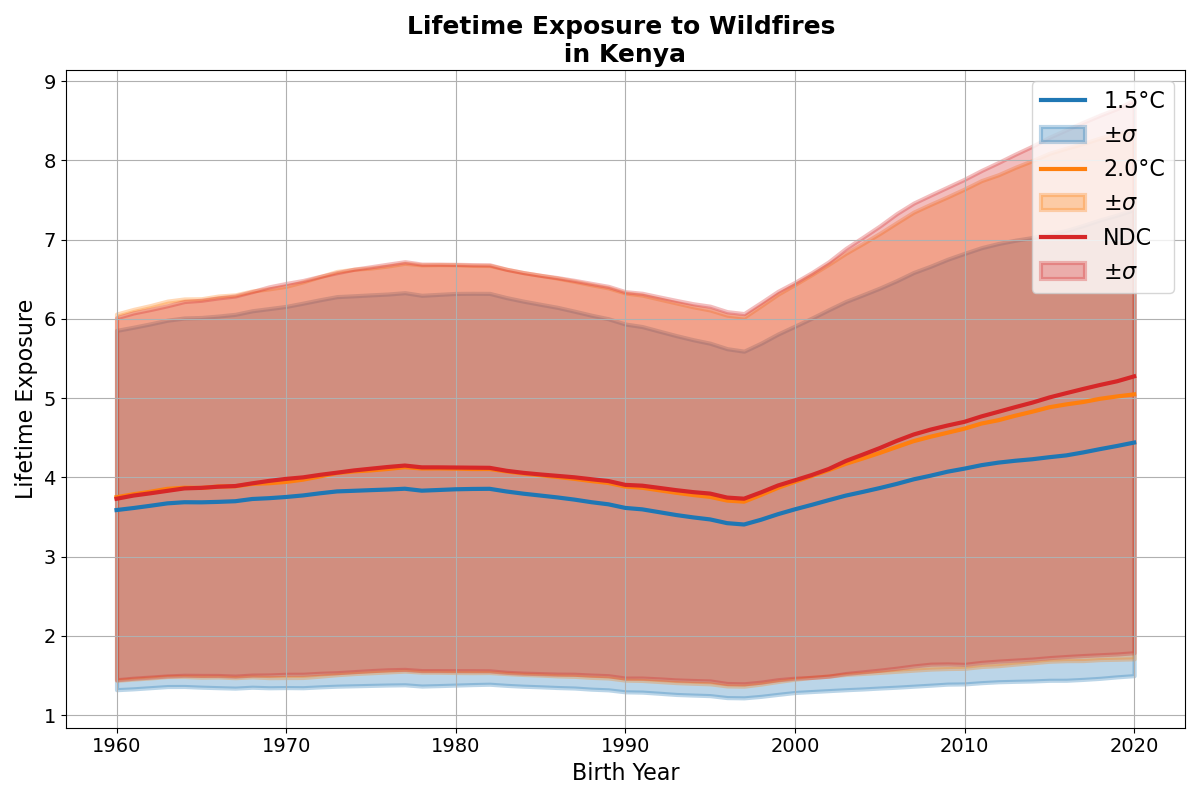 Lifetime Exposure to Wildfires
in Kenya
9
8
7
6
5
4
3
2
1
Lifetime Exposure
1.5°C
±σ
2.0°C
±σ
NDC
±σ
1960
1970
1980
1990
2000
2010
2020
Birth Year